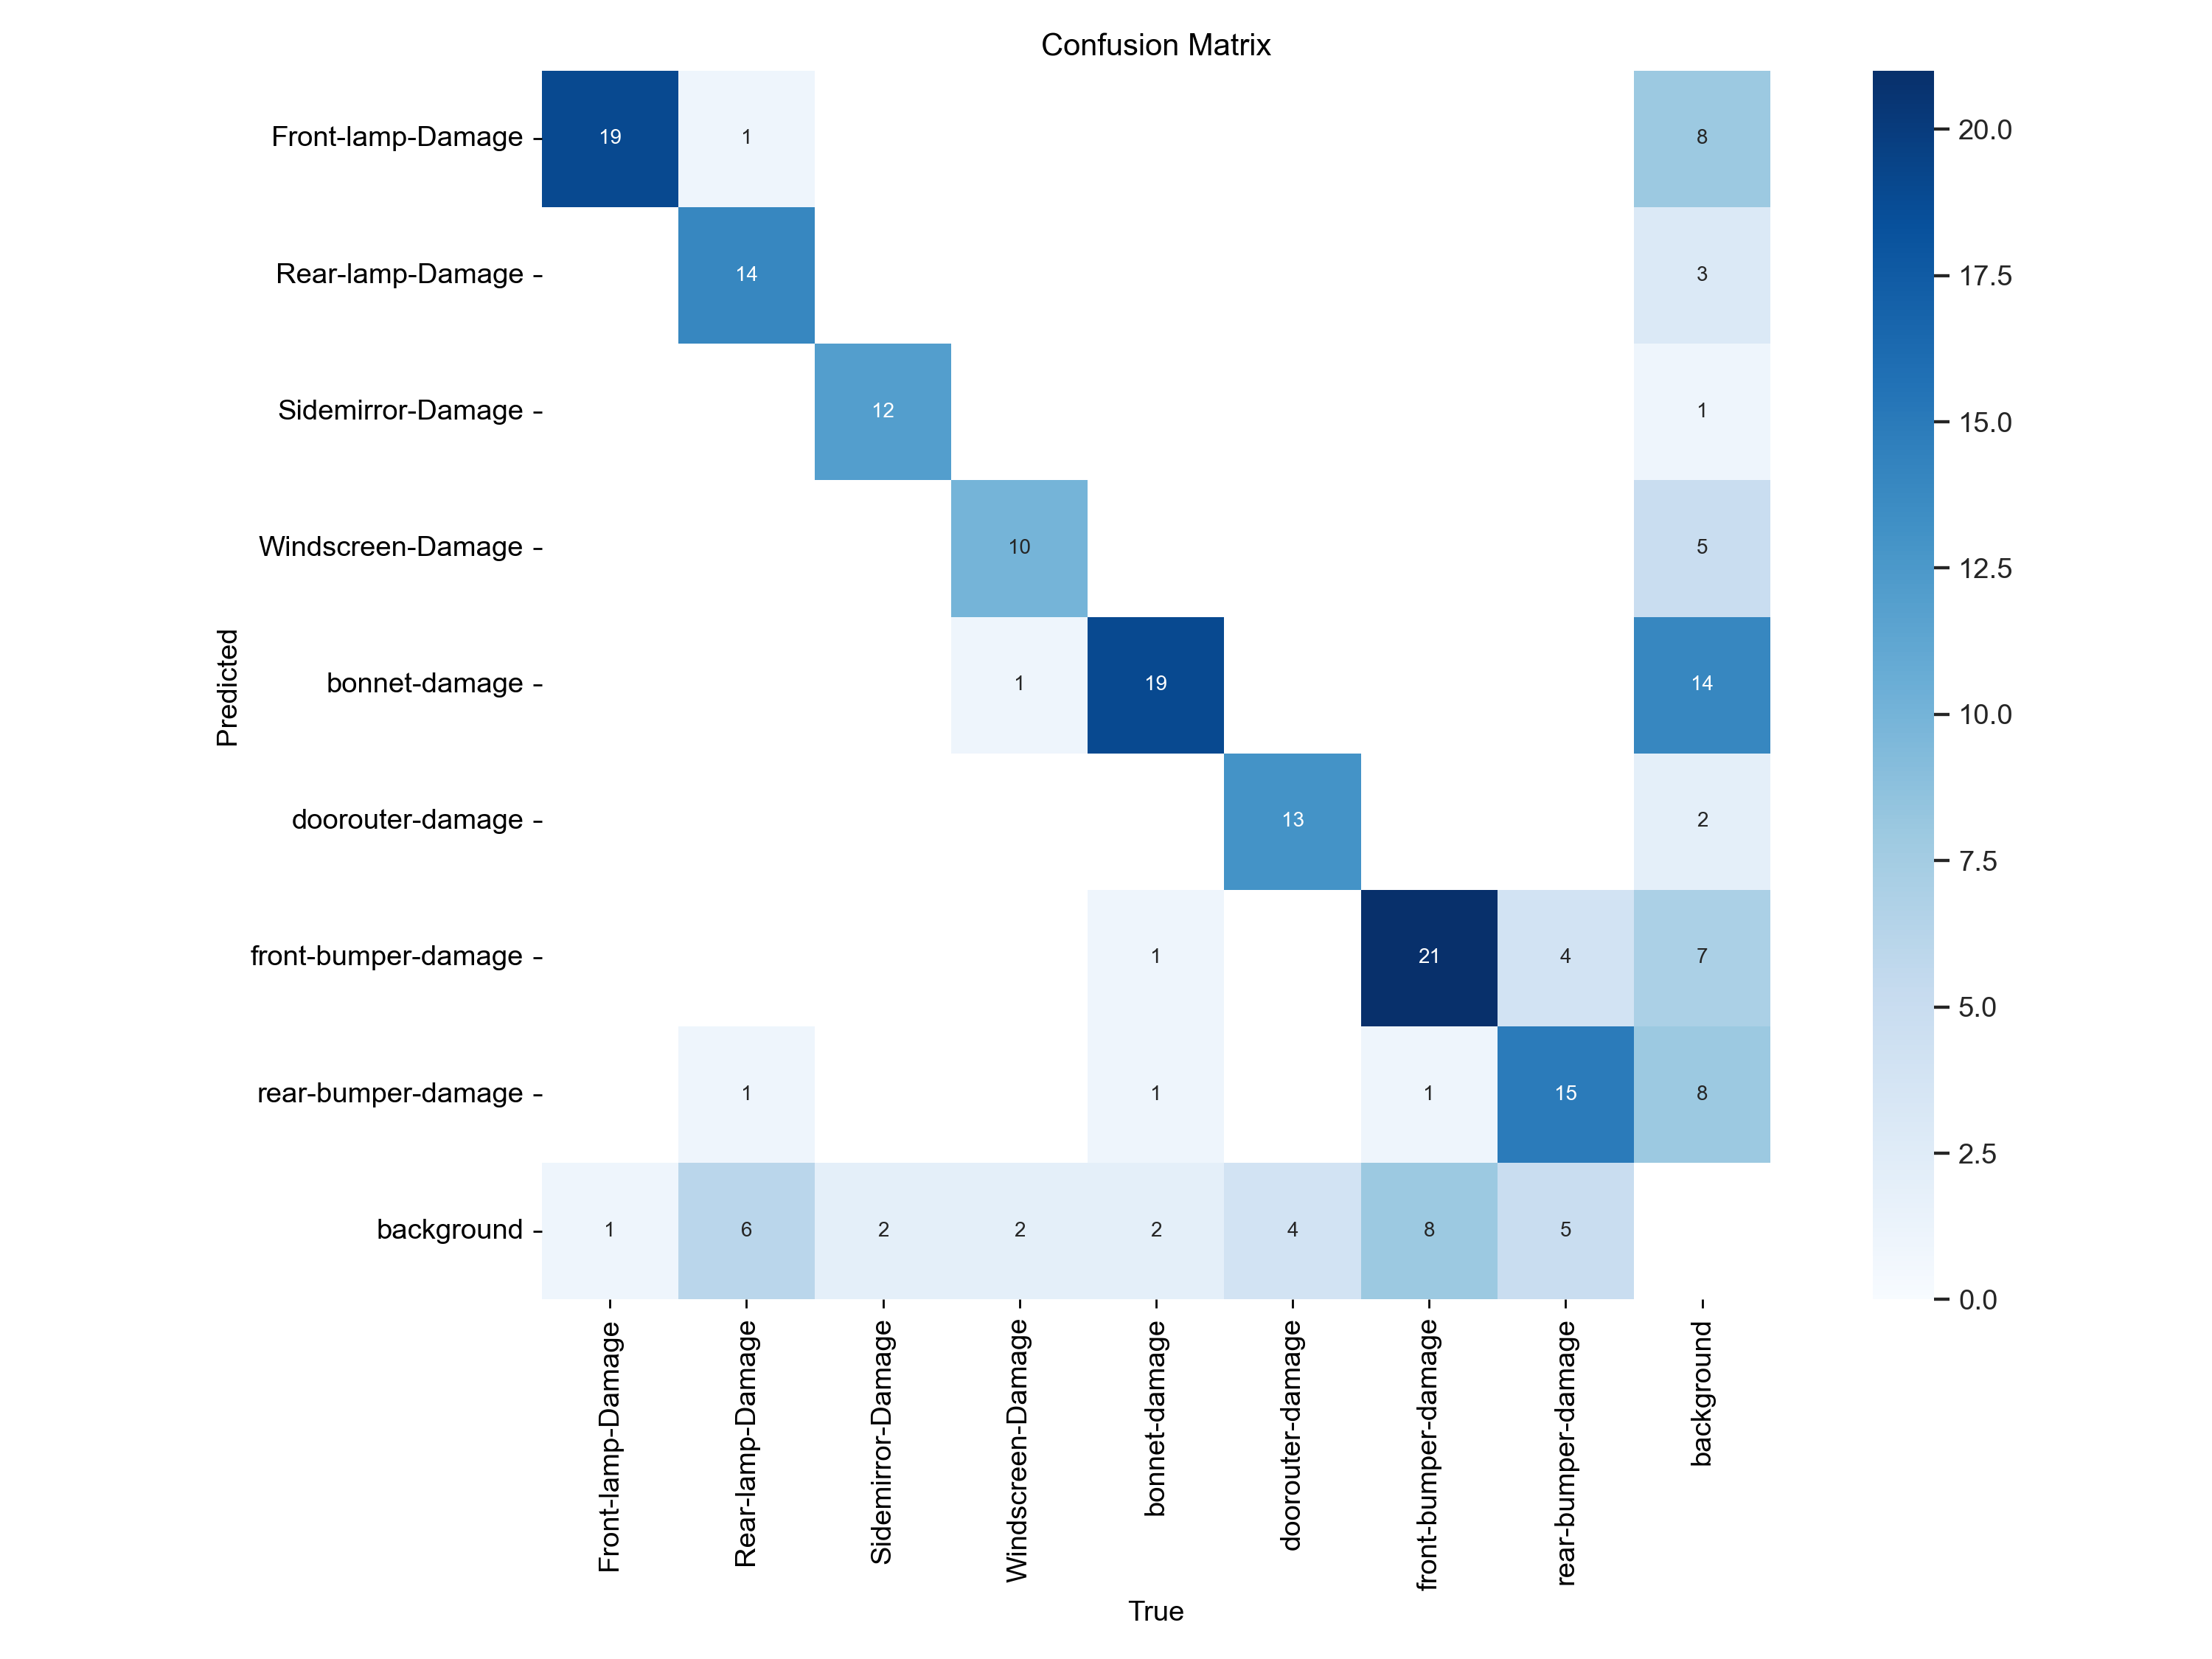 Confusion Matrix
Front-lamp-Damage 19 1 8 20.0
Rear-lamp-Damage 14 3 17.5
Sidemirror-Damage 12 1 15.0
Windscreen-Damage 10 5 12.5
Predicted
bonnet-damage 1 19 14 10.0
doorouter-damage 13 2 7.5
front-bumper-damage 1 21 4 7 5.0
rear-bumper-damage 1 1 1 15 8 2.5
background 1 6 2 2 2 4 8 5 0.0
Front-lamp-Damage
Rear-lamp-Damage
Sidemirror-Damage
Windscreen-Damage
bonnet-damage
doorouter-damage
front-bumper-damage
rear-bumper-damage
background
True